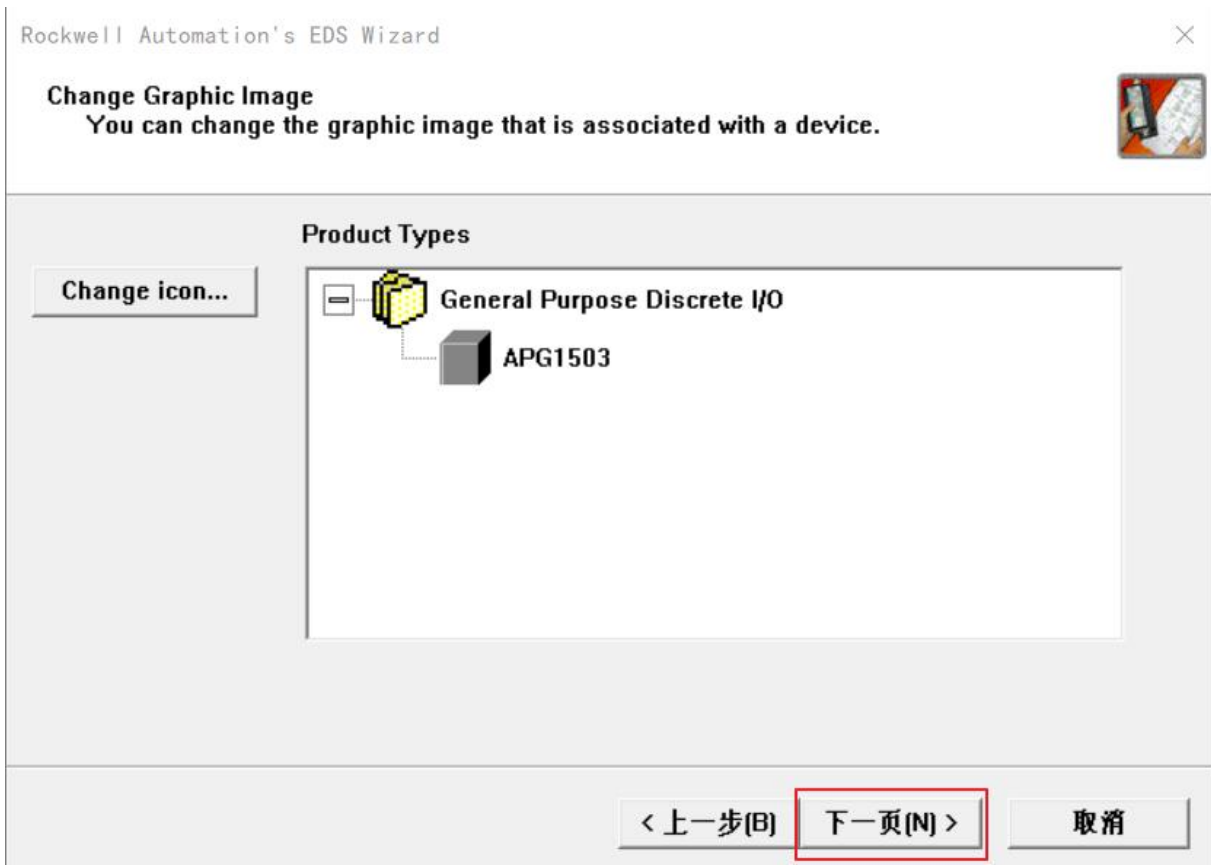 Rockwell Automation's EDS Wizard
Change Graphic Image
You can change the graphic image that is associated with a device.
Product Types
Change icon...
General Purpose Discrete I/O
APG1503
< 上一步(B)
下一页(N) >
取消